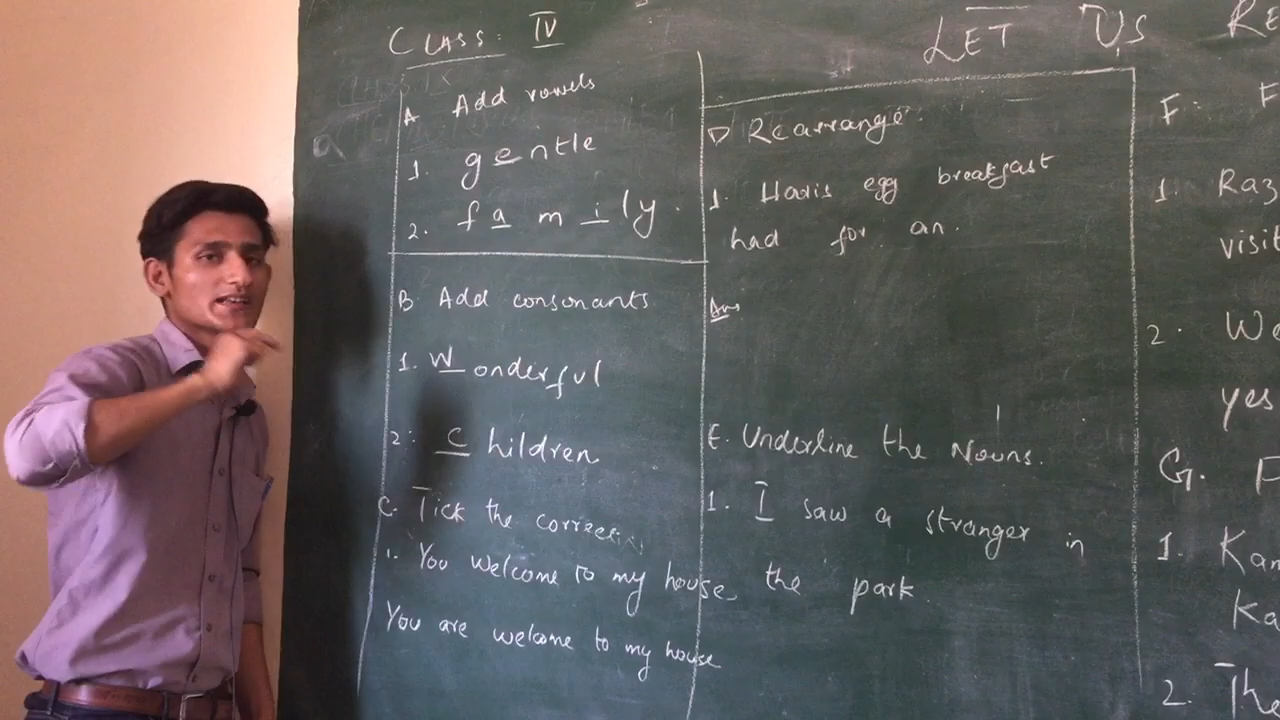 CLASS: IV
LET US RE
A Add vowels
1. gentle
2. family.
B. Add consonants
1. Wonderful
2: Children
C. Tick the correct
1. You welcome to my house
You are welcome to my house
D Rearrange.
1. Haris egg breakfast
had for an.
Ans
E. Underline the Nouns.
1. I saw a stranger in
the park
F: F
1. Raz
visit
2. We
yes
G.
1. Kan
Ka
2. The